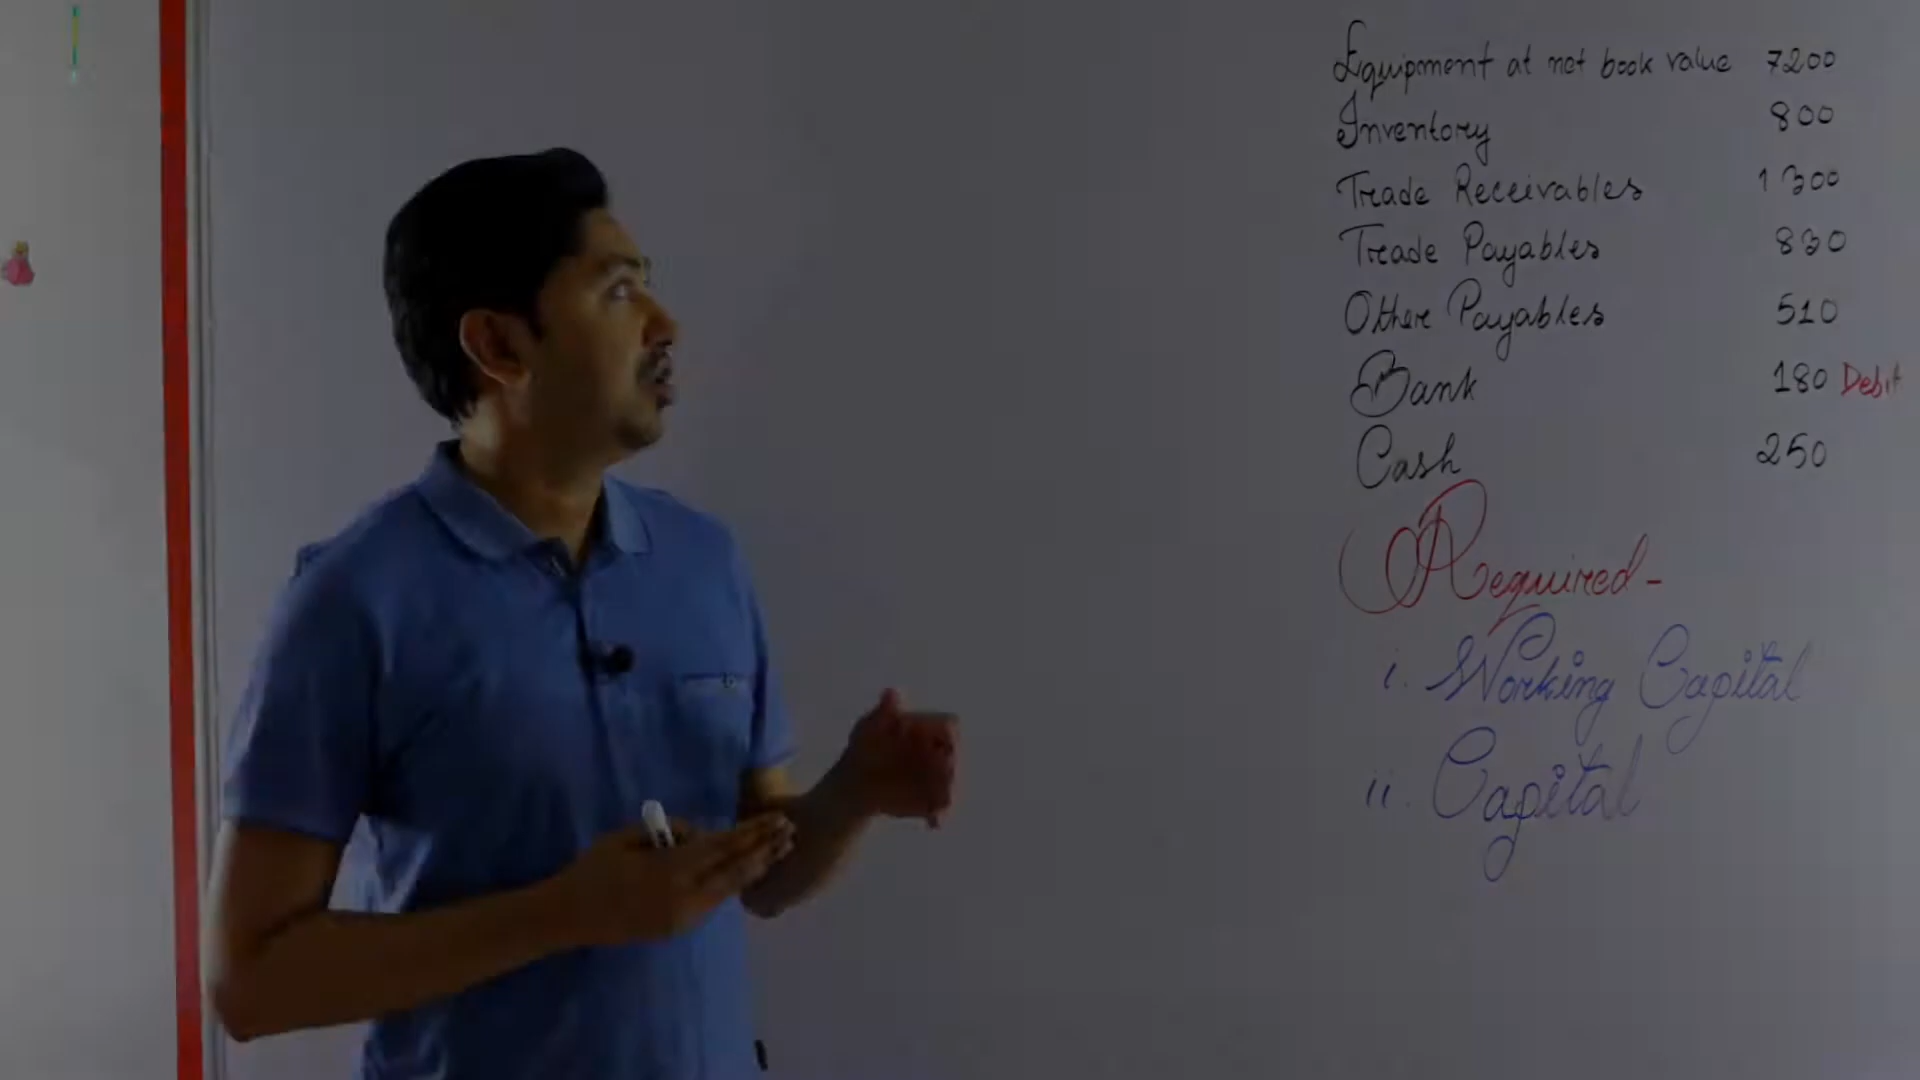 Equipment at net book value 7200
Inventory 800
Trade Receivables 1300
Trade Payables 830
Other Payables 510
Bank 180 Debit
Cash 250
Required-
i. Working Capital
ii. Capital